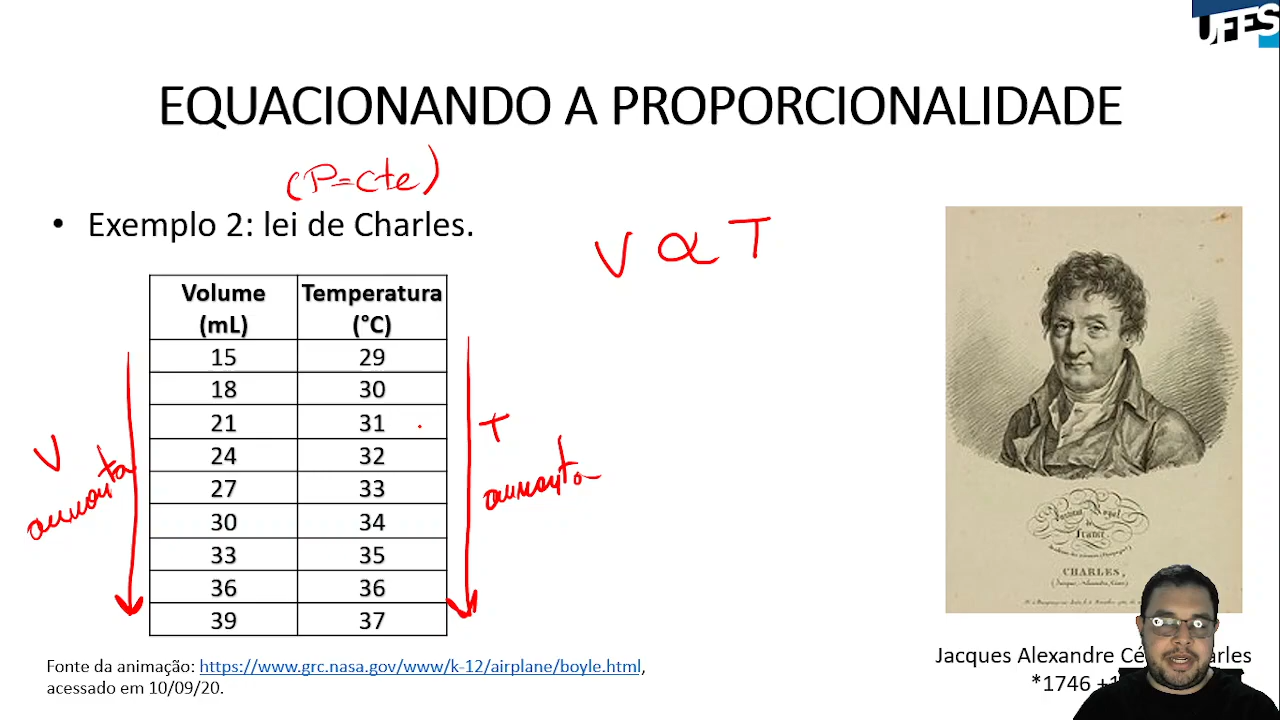 UFES
EQUACIONANDO A PROPORCIONALIDADE
(P=cte)
• Exemplo 2: lei de Charles.
V ∝ T
Volume (mL) Temperatura (°C)
15 29
18 30
21 31
24 32
27 33
30 34
33 35
36 36
39 37
V
aumenta
T
aumenta
CHARLES,
Fonte da animação: https://www.grc.nasa.gov/www/k-12/airplane/boyle.html,
acessado em 10/09/20.
Jacques Alexandre
*1746